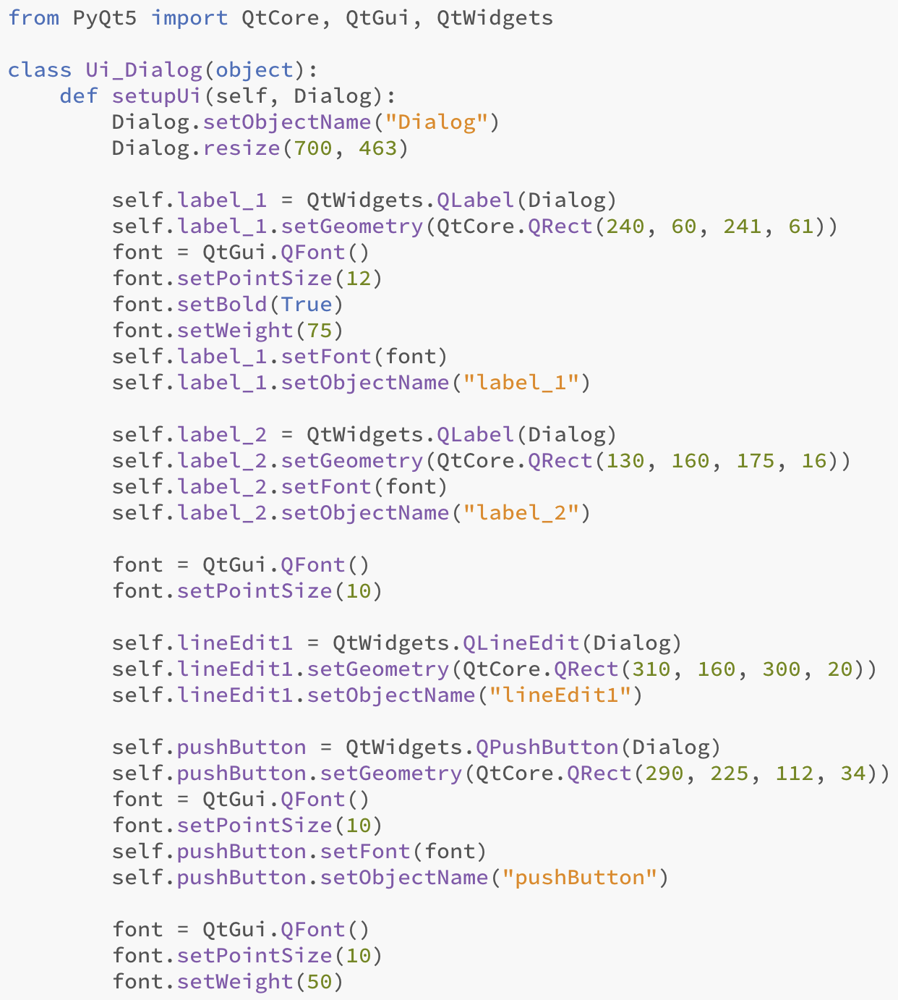 from PyQt5 import QtCore, QtGui, QtWidgets

class Ui_Dialog(object):
    def setupUi(self, Dialog):
        Dialog.setObjectName("Dialog")
        Dialog.resize(700, 463)

        self.label_1 = QtWidgets.QLabel(Dialog)
        self.label_1.setGeometry(QtCore.QRect(240, 60, 241, 61))
        font = QtGui.QFont()
        font.setPointSize(12)
        font.setBold(True)
        font.setWeight(75)
        self.label_1.setFont(font)
        self.label_1.setObjectName("label_1")

        self.label_2 = QtWidgets.QLabel(Dialog)
        self.label_2.setGeometry(QtCore.QRect(130, 160, 175, 16))
        self.label_2.setFont(font)
        self.label_2.setObjectName("label_2")

        font = QtGui.QFont()
        font.setPointSize(10)

        self.lineEdit1 = QtWidgets.QLineEdit(Dialog)
        self.lineEdit1.setGeometry(QtCore.QRect(310, 160, 300, 20))
        self.lineEdit1.setObjectName("lineEdit1")

        self.pushButton = QtWidgets.QPushButton(Dialog)
        self.pushButton.setGeometry(QtCore.QRect(290, 225, 112, 34))
        font = QtGui.QFont()
        font.setPointSize(10)
        self.pushButton.setFont(font)
        self.pushButton.setObjectName("pushButton")

        font = QtGui.QFont()
        font.setPointSize(10)
        font.setWeight(50)